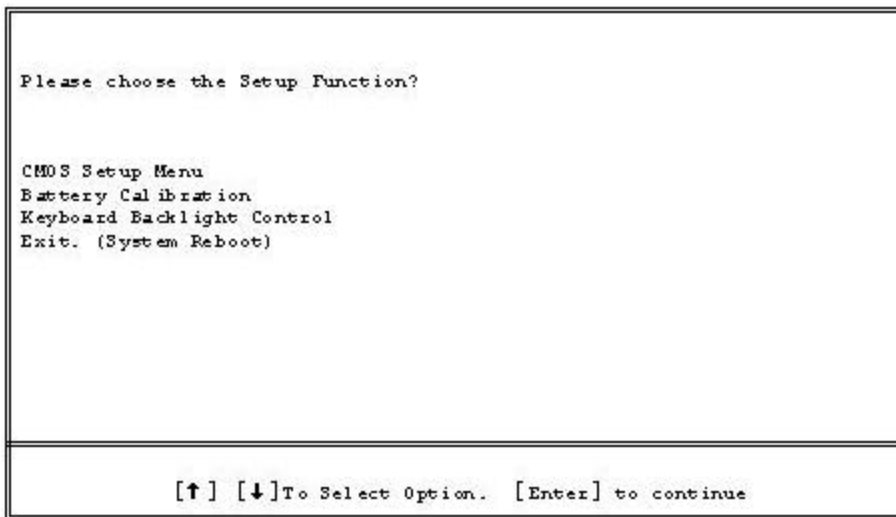 Please choose the Setup Function?
CMOS Setup Menu
Battery Calibration
Keyboard Backlight Control
Exit. (System Reboot)
[↑] [↓]To Select Option. [Enter] to continue